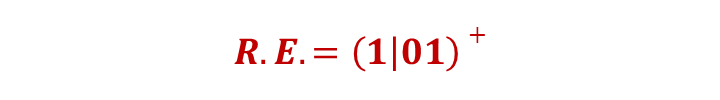 R. E. = (1|01)⁺